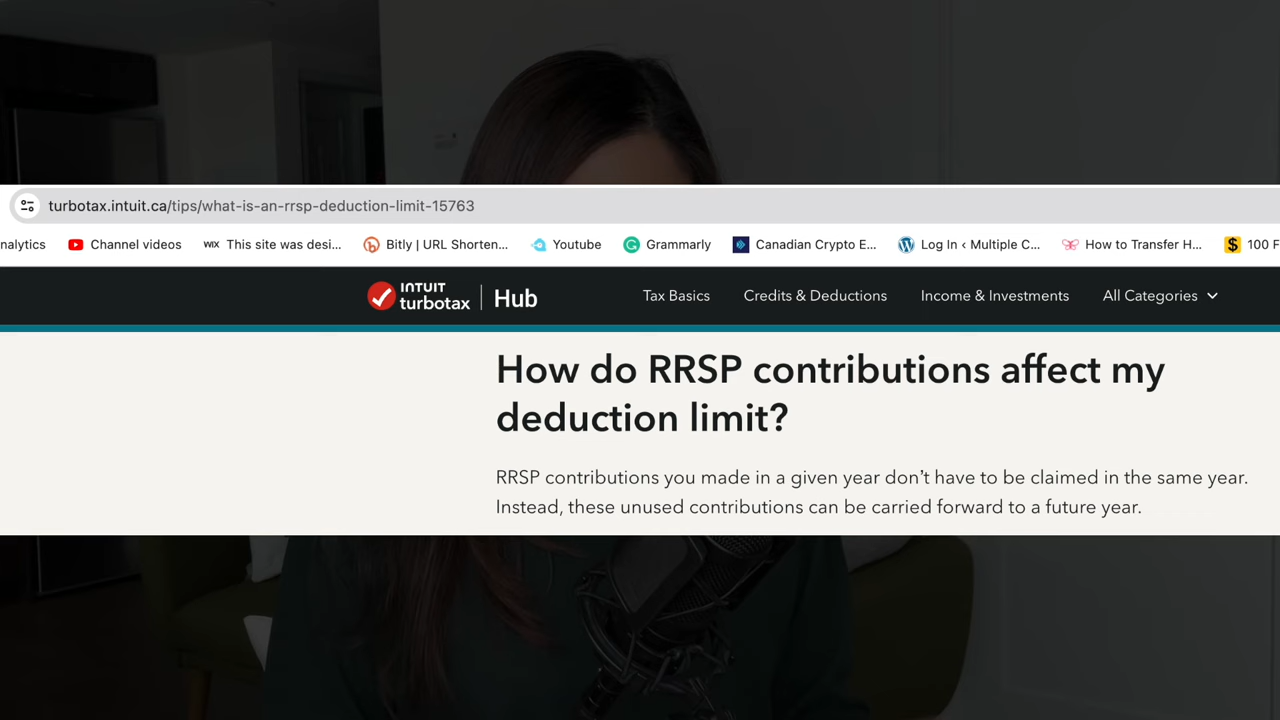 turbotax.intuit.ca/tips/what-is-an-rrsp-deduction-limit-15763
nalytics Channel videos WIX This site was desi... Bitly | URL Shorten... Youtube Grammarly Canadian Crypto E... Log In ‹ Multiple C... How to Transfer H... $ 100 F
INTUIT turbotax | Hub Tax Basics Credits & Deductions Income & Investments All Categories
How do RRSP contributions affect my
deduction limit?
RRSP contributions you made in a given year don’t have to be claimed in the same year.
Instead, these unused contributions can be carried forward to a future year.